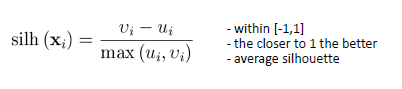 silh (xᵢ) = (vᵢ − uᵢ) / max (uᵢ, vᵢ)
- within [-1,1]
- the closer to 1 the better
- average silhouette